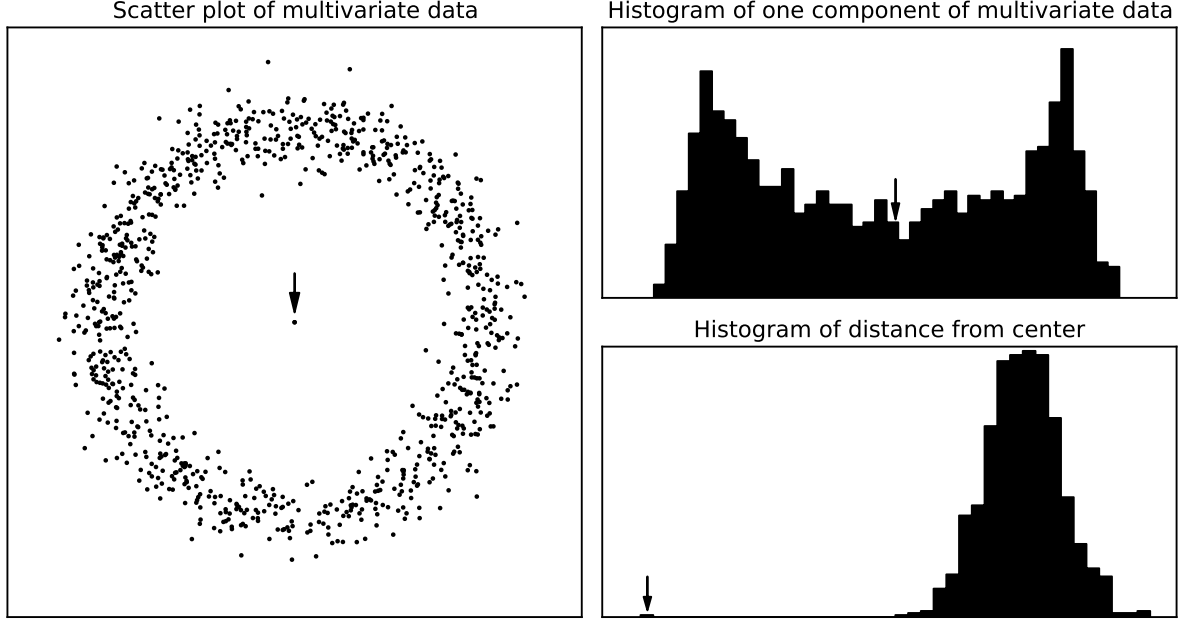 Scatter plot of multivariate data
Histogram of one component of multivariate data
Histogram of distance from center